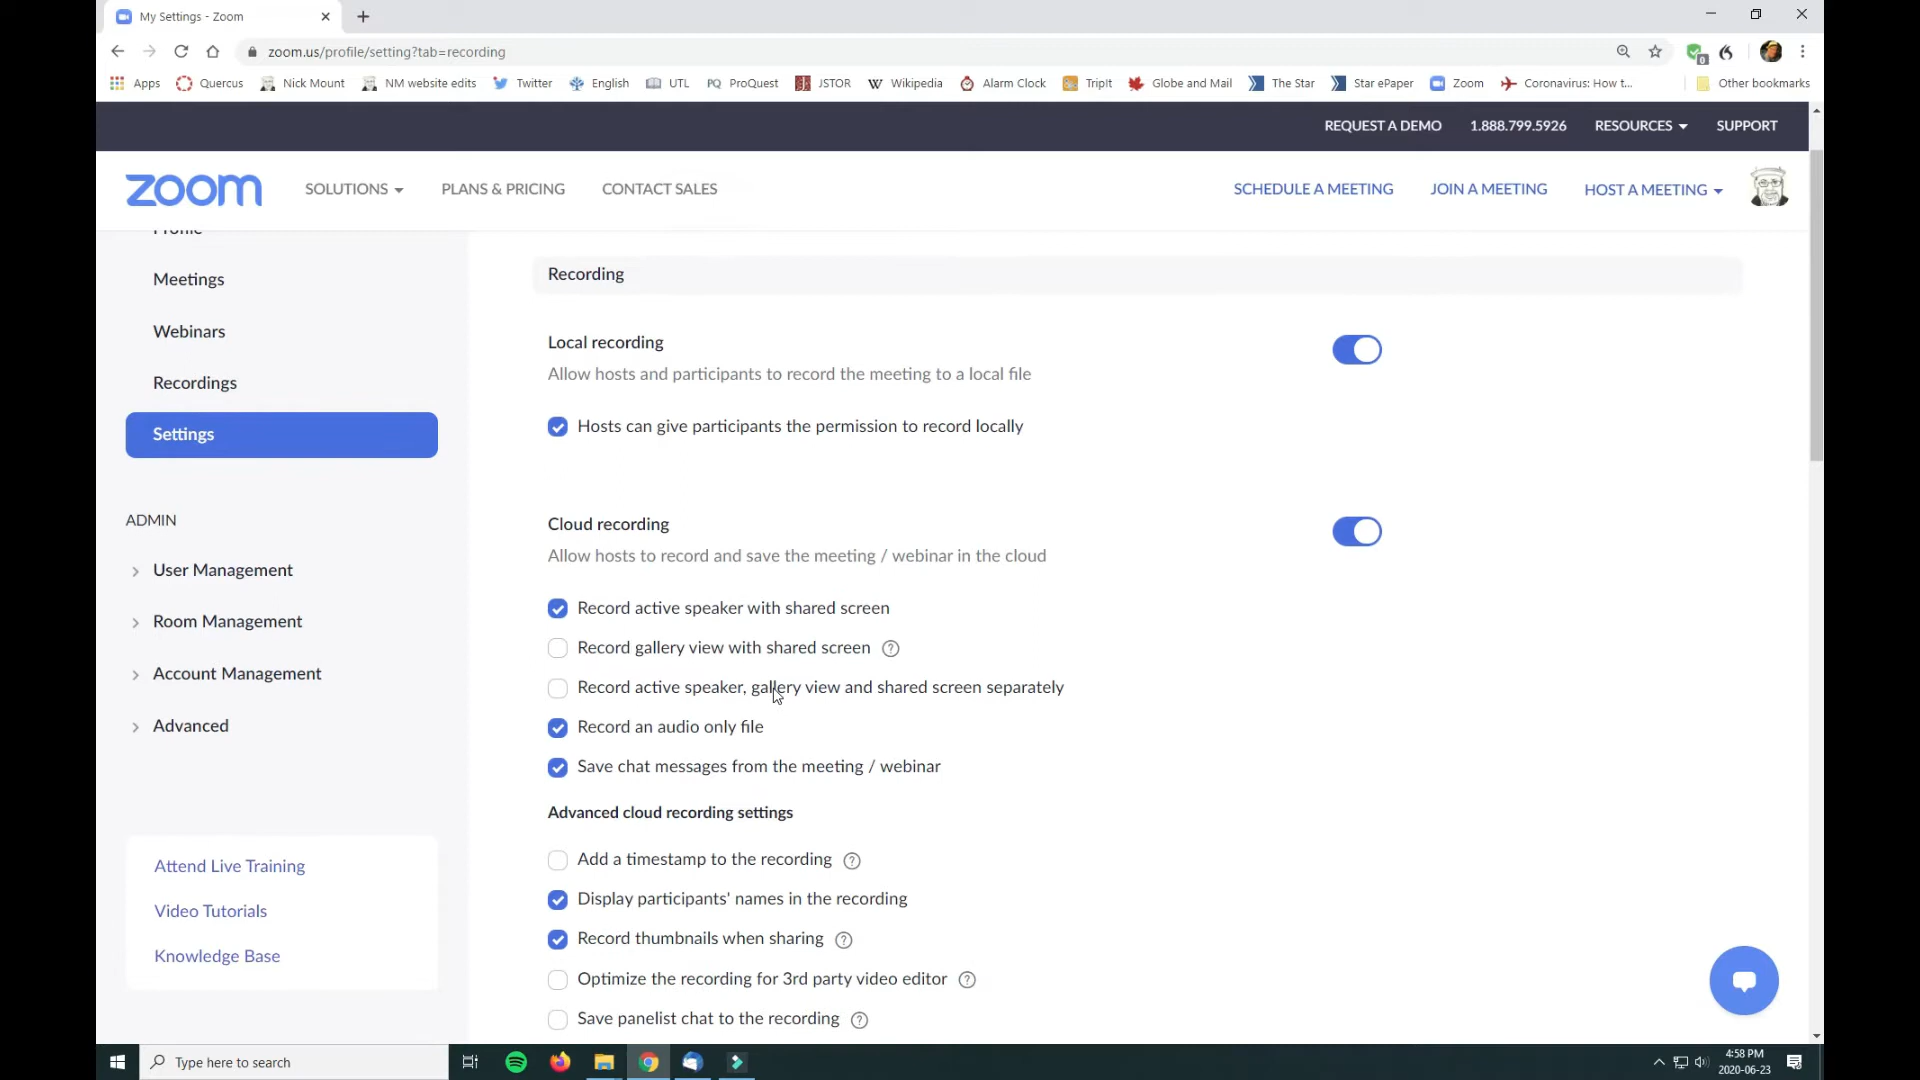 My Settings - Zoom
zoom.us/profile/setting?tab=recording
Apps Quercus Nick Mount NM website edits Twitter English UTL PQ ProQuest JSTOR W Wikipedia Alarm Clock TripIt Globe and Mail The Star Star ePaper Zoom Coronavirus: How t... Other bookmarks
REQUEST A DEMO 1.888.799.5926 RESOURCES SUPPORT
zoom SOLUTIONS PLANS & PRICING CONTACT SALES SCHEDULE A MEETING JOIN A MEETING HOST A MEETING
Profile
Meetings
Webinars
Recordings
Settings
ADMIN
User Management
Room Management
Account Management
Advanced
Attend Live Training
Video Tutorials
Knowledge Base
Recording
Local recording
Allow hosts and participants to record the meeting to a local file
Hosts can give participants the permission to record locally
Cloud recording
Allow hosts to record and save the meeting / webinar in the cloud
Record active speaker with shared screen
Record gallery view with shared screen ?
Record active speaker, gallery view and shared screen separately
Record an audio only file
Save chat messages from the meeting / webinar
Advanced cloud recording settings
Add a timestamp to the recording ?
Display participants' names in the recording
Record thumbnails when sharing ?
Optimize the recording for 3rd party video editor ?
Save panelist chat to the recording ?
Type here to search
4:58 PM
2020-06-23